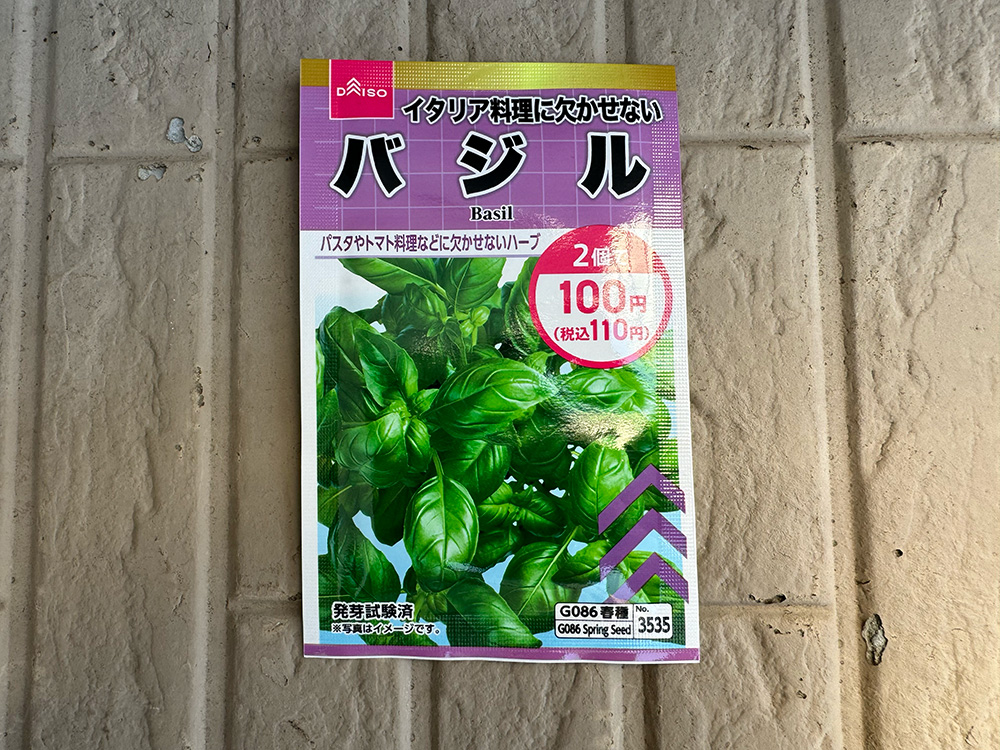 DAISO
イタリア料理に欠かせない
バジル
Basil
パスタやトマト料理などに欠かせないハーブ
2個
100円
(税込110円)
発芽試験済
※写真はイメージです。
G086 春種
G086 Spring Seed
No.
3535